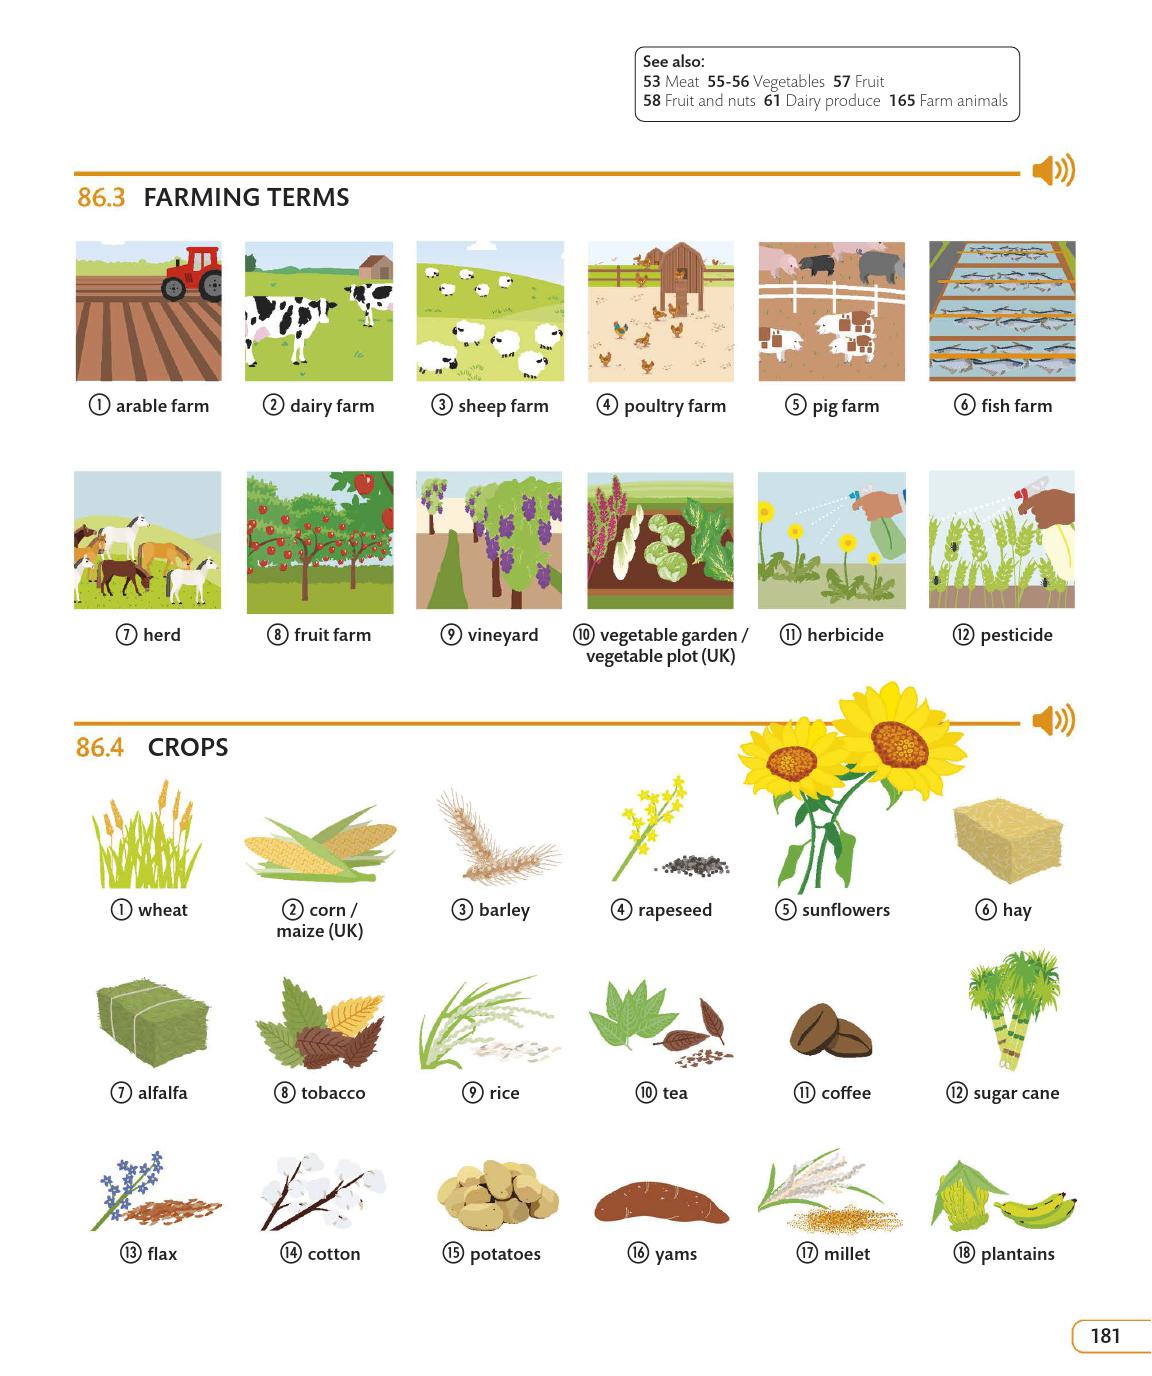 See also:
53 Meat 55-56 Vegetables 57 Fruit
58 Fruit and nuts 61 Dairy produce 165 Farm animals
86.3 FARMING TERMS
1 arable farm
2 dairy farm
3 sheep farm
4 poultry farm
5 pig farm
6 fish farm
7 herd
8 fruit farm
9 vineyard
10 vegetable garden /
vegetable plot (UK)
11 herbicide
12 pesticide
86.4 CROPS
1 wheat
2 corn /
maize (UK)
3 barley
4 rapeseed
5 sunflowers
6 hay
7 alfalfa
8 tobacco
9 rice
10 tea
11 coffee
12 sugar cane
13 flax
14 cotton
15 potatoes
16 yams
17 millet
18 plantains
181